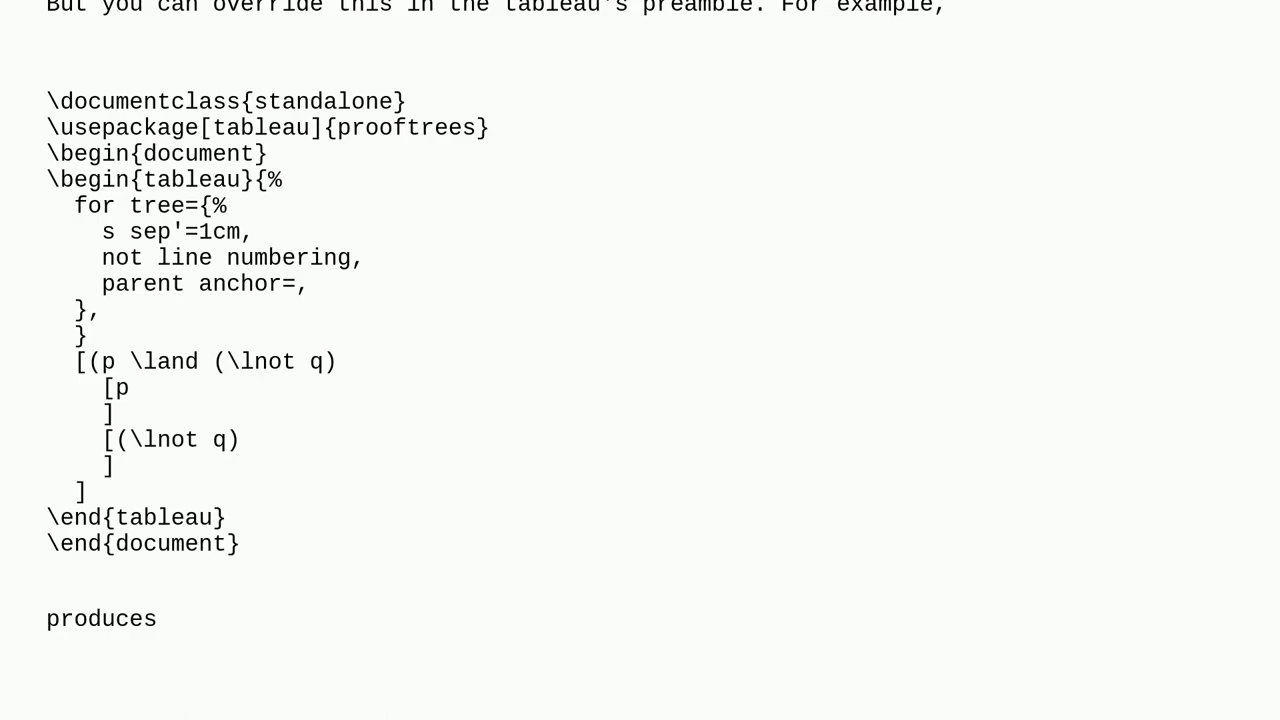 But you can override this in the tableau's preamble. For example,
\documentclass{standalone}
\usepackage[tableau]{prooftrees}
\begin{document}
\begin{tableau}{%
  for tree={%
    s sep'=1cm,
    not line numbering,
    parent anchor=,
  },
  }
  [(p \land (\lnot q)
    [p
    ]
    [(\lnot q)
    ]
  ]
\end{tableau}
\end{document}
produces